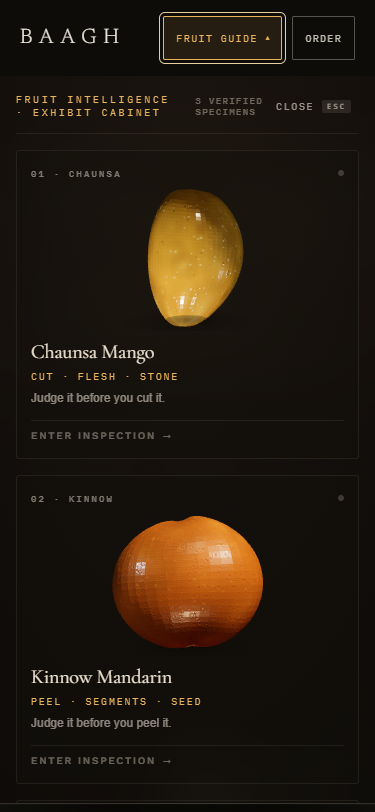 BAAGH
FRUIT GUIDE ▴
ORDER
FRUIT INTELLIGENCE
· EXHIBIT CABINET
3 VERIFIED
SPECIMENS
CLOSE ESC
01 · CHAUNSA
Chaunsa Mango
CUT · FLESH · STONE
Judge it before you cut it.
ENTER INSPECTION →
02 · KINNOW
Kinnow Mandarin
PEEL · SEGMENTS · SEED
Judge it before you peel it.
ENTER INSPECTION →